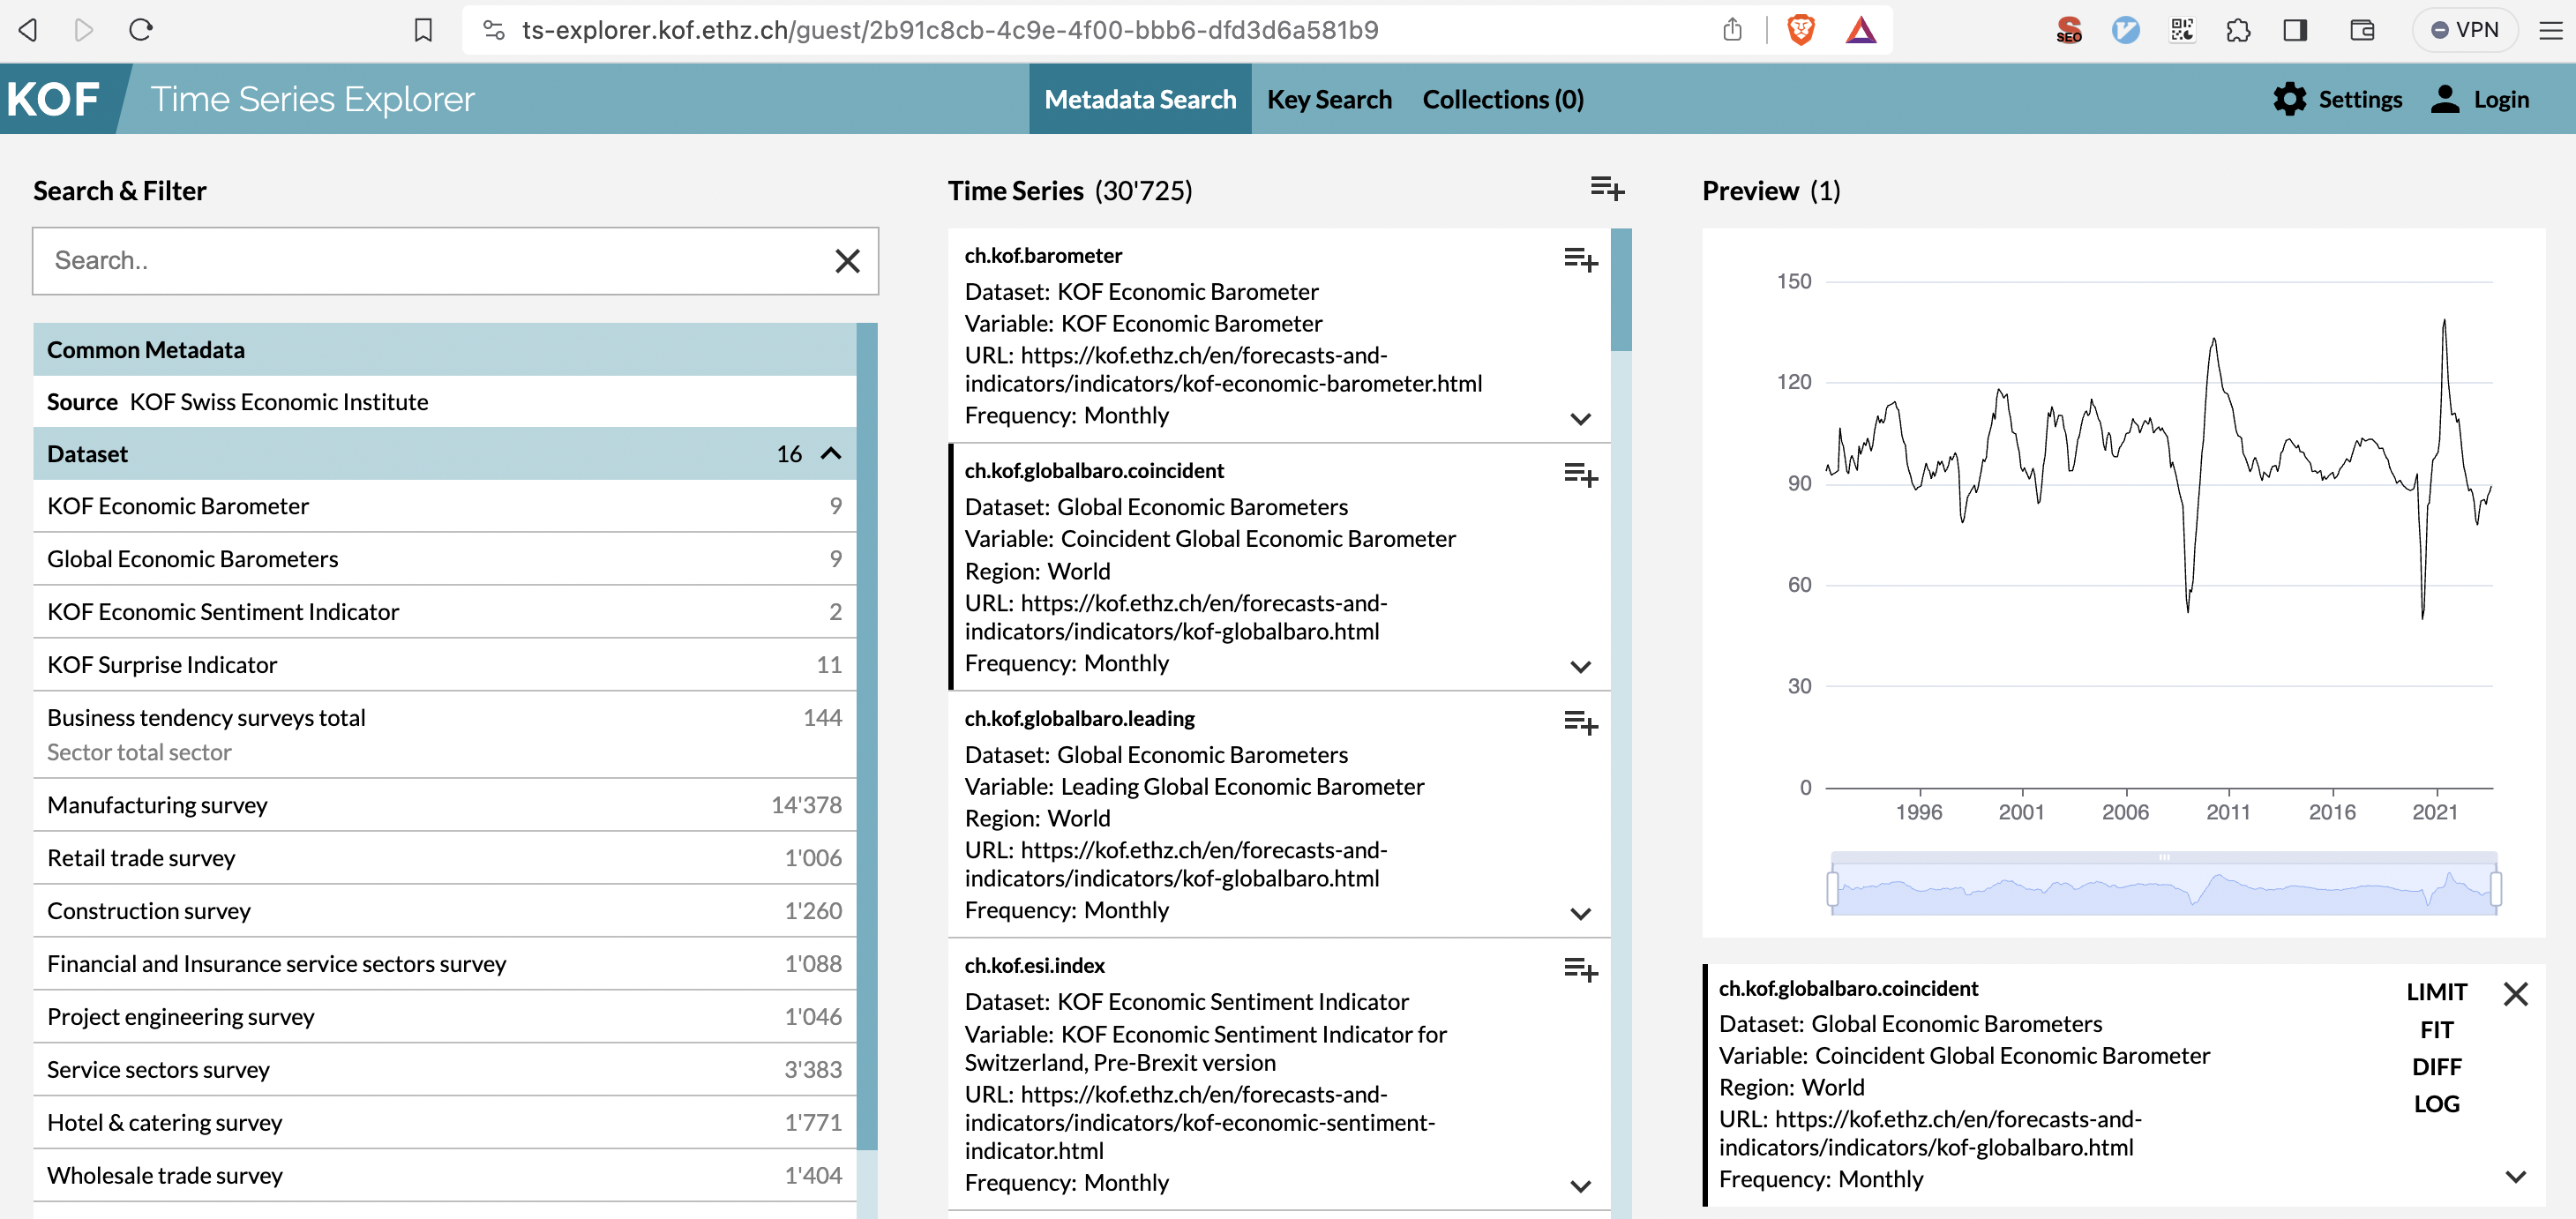 ts-explorer.kof.ethz.ch/guest/2b91c8cb-4c9e-4f00-bbb6-dfd3d6a581b9
SEO
VPN
KOF
Time Series Explorer
Metadata Search
Key Search
Collections (0)
Settings
Login
Search & Filter
Search..
Common Metadata
Source KOF Swiss Economic Institute
Dataset 16
KOF Economic Barometer 9
Global Economic Barometers 9
KOF Economic Sentiment Indicator 2
KOF Surprise Indicator 11
Business tendency surveys total 144
Sector total sector
Manufacturing survey 14'378
Retail trade survey 1'006
Construction survey 1'260
Financial and Insurance service sectors survey 1'088
Project engineering survey 1'046
Service sectors survey 3'383
Hotel & catering survey 1'771
Wholesale trade survey 1'404
Time Series (30'725)
ch.kof.barometer
Dataset: KOF Economic Barometer
Variable: KOF Economic Barometer
URL: https://kof.ethz.ch/en/forecasts-and-
indicators/indicators/kof-economic-barometer.html
Frequency: Monthly
ch.kof.globalbaro.coincident
Dataset: Global Economic Barometers
Variable: Coincident Global Economic Barometer
Region: World
URL: https://kof.ethz.ch/en/forecasts-and-
indicators/indicators/kof-globalbaro.html
Frequency: Monthly
ch.kof.globalbaro.leading
Dataset: Global Economic Barometers
Variable: Leading Global Economic Barometer
Region: World
URL: https://kof.ethz.ch/en/forecasts-and-
indicators/indicators/kof-globalbaro.html
Frequency: Monthly
ch.kof.esi.index
Dataset: KOF Economic Sentiment Indicator
Variable: KOF Economic Sentiment Indicator for
Switzerland, Pre-Brexit version
URL: https://kof.ethz.ch/en/forecasts-and-
indicators/indicators/kof-economic-sentiment-
indicator.html
Frequency: Monthly
Preview (1)
150
120
90
60
30
0
1996 2001 2006 2011 2016 2021
ch.kof.globalbaro.coincident
Dataset: Global Economic Barometers
Variable: Coincident Global Economic Barometer
Region: World
URL: https://kof.ethz.ch/en/forecasts-and-
indicators/indicators/kof-globalbaro.html
Frequency: Monthly
LIMIT
FIT
DIFF
LOG